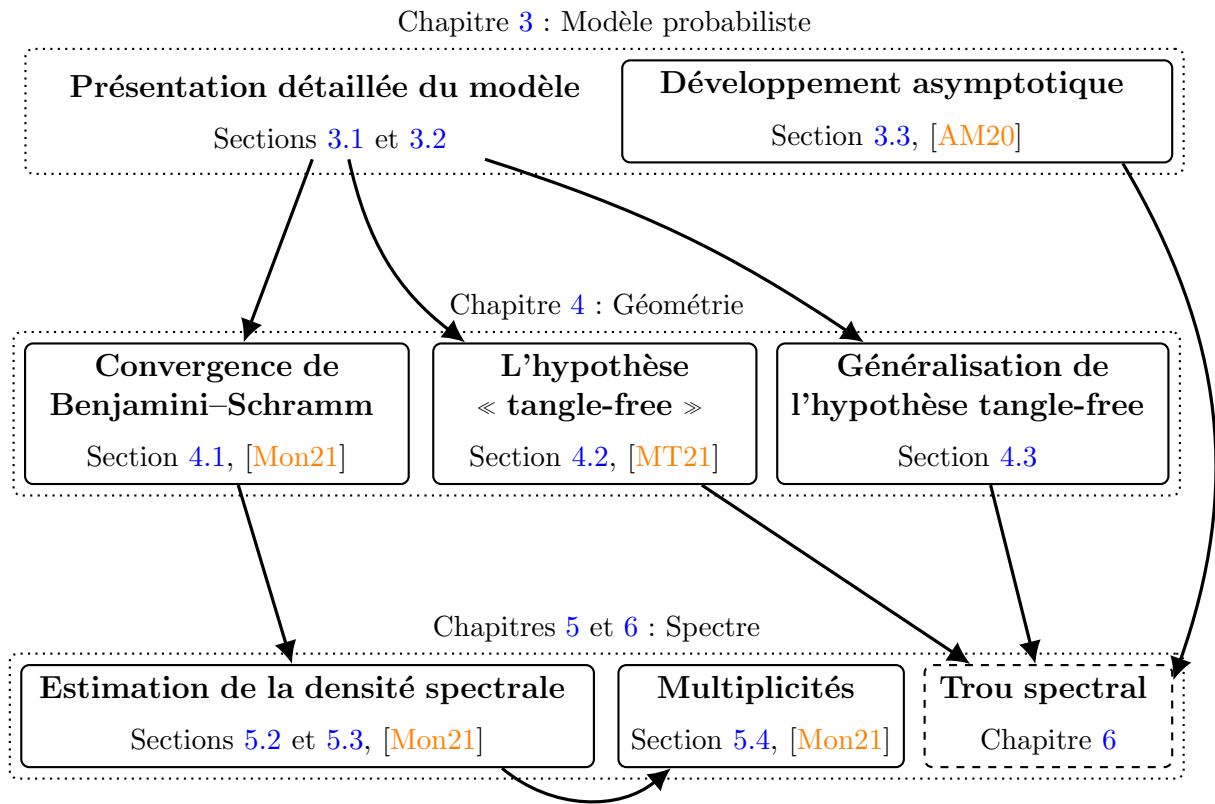 Chapitre 3 : Modèle probabiliste
Présentation détaillée du modèle
Sections 3.1 et 3.2
Développement asymptotique
Section 3.3, [AM20]
Chapitre 4 : Géométrie
Convergence de
Benjamini–Schramm
Section 4.1, [Mon21]
L'hypothèse
« tangle-free »
Section 4.2, [MT21]
Généralisation de
l'hypothèse tangle-free
Section 4.3
Chapitres 5 et 6 : Spectre
Estimation de la densité spectrale
Sections 5.2 et 5.3, [Mon21]
Multiplicités
Section 5.4, [Mon21]
Trou spectral
Chapitre 6